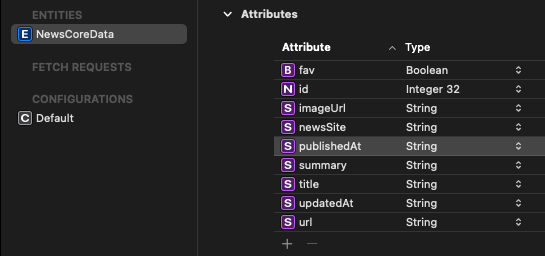 ENTITIES
E NewsCoreData
FETCH REQUESTS
CONFIGURATIONS
C Default
Attributes
Attribute Type
B fav Boolean
N id Integer 32
S imageUrl String
S newsSite String
S publishedAt String
S summary String
S title String
S updatedAt String
S url String